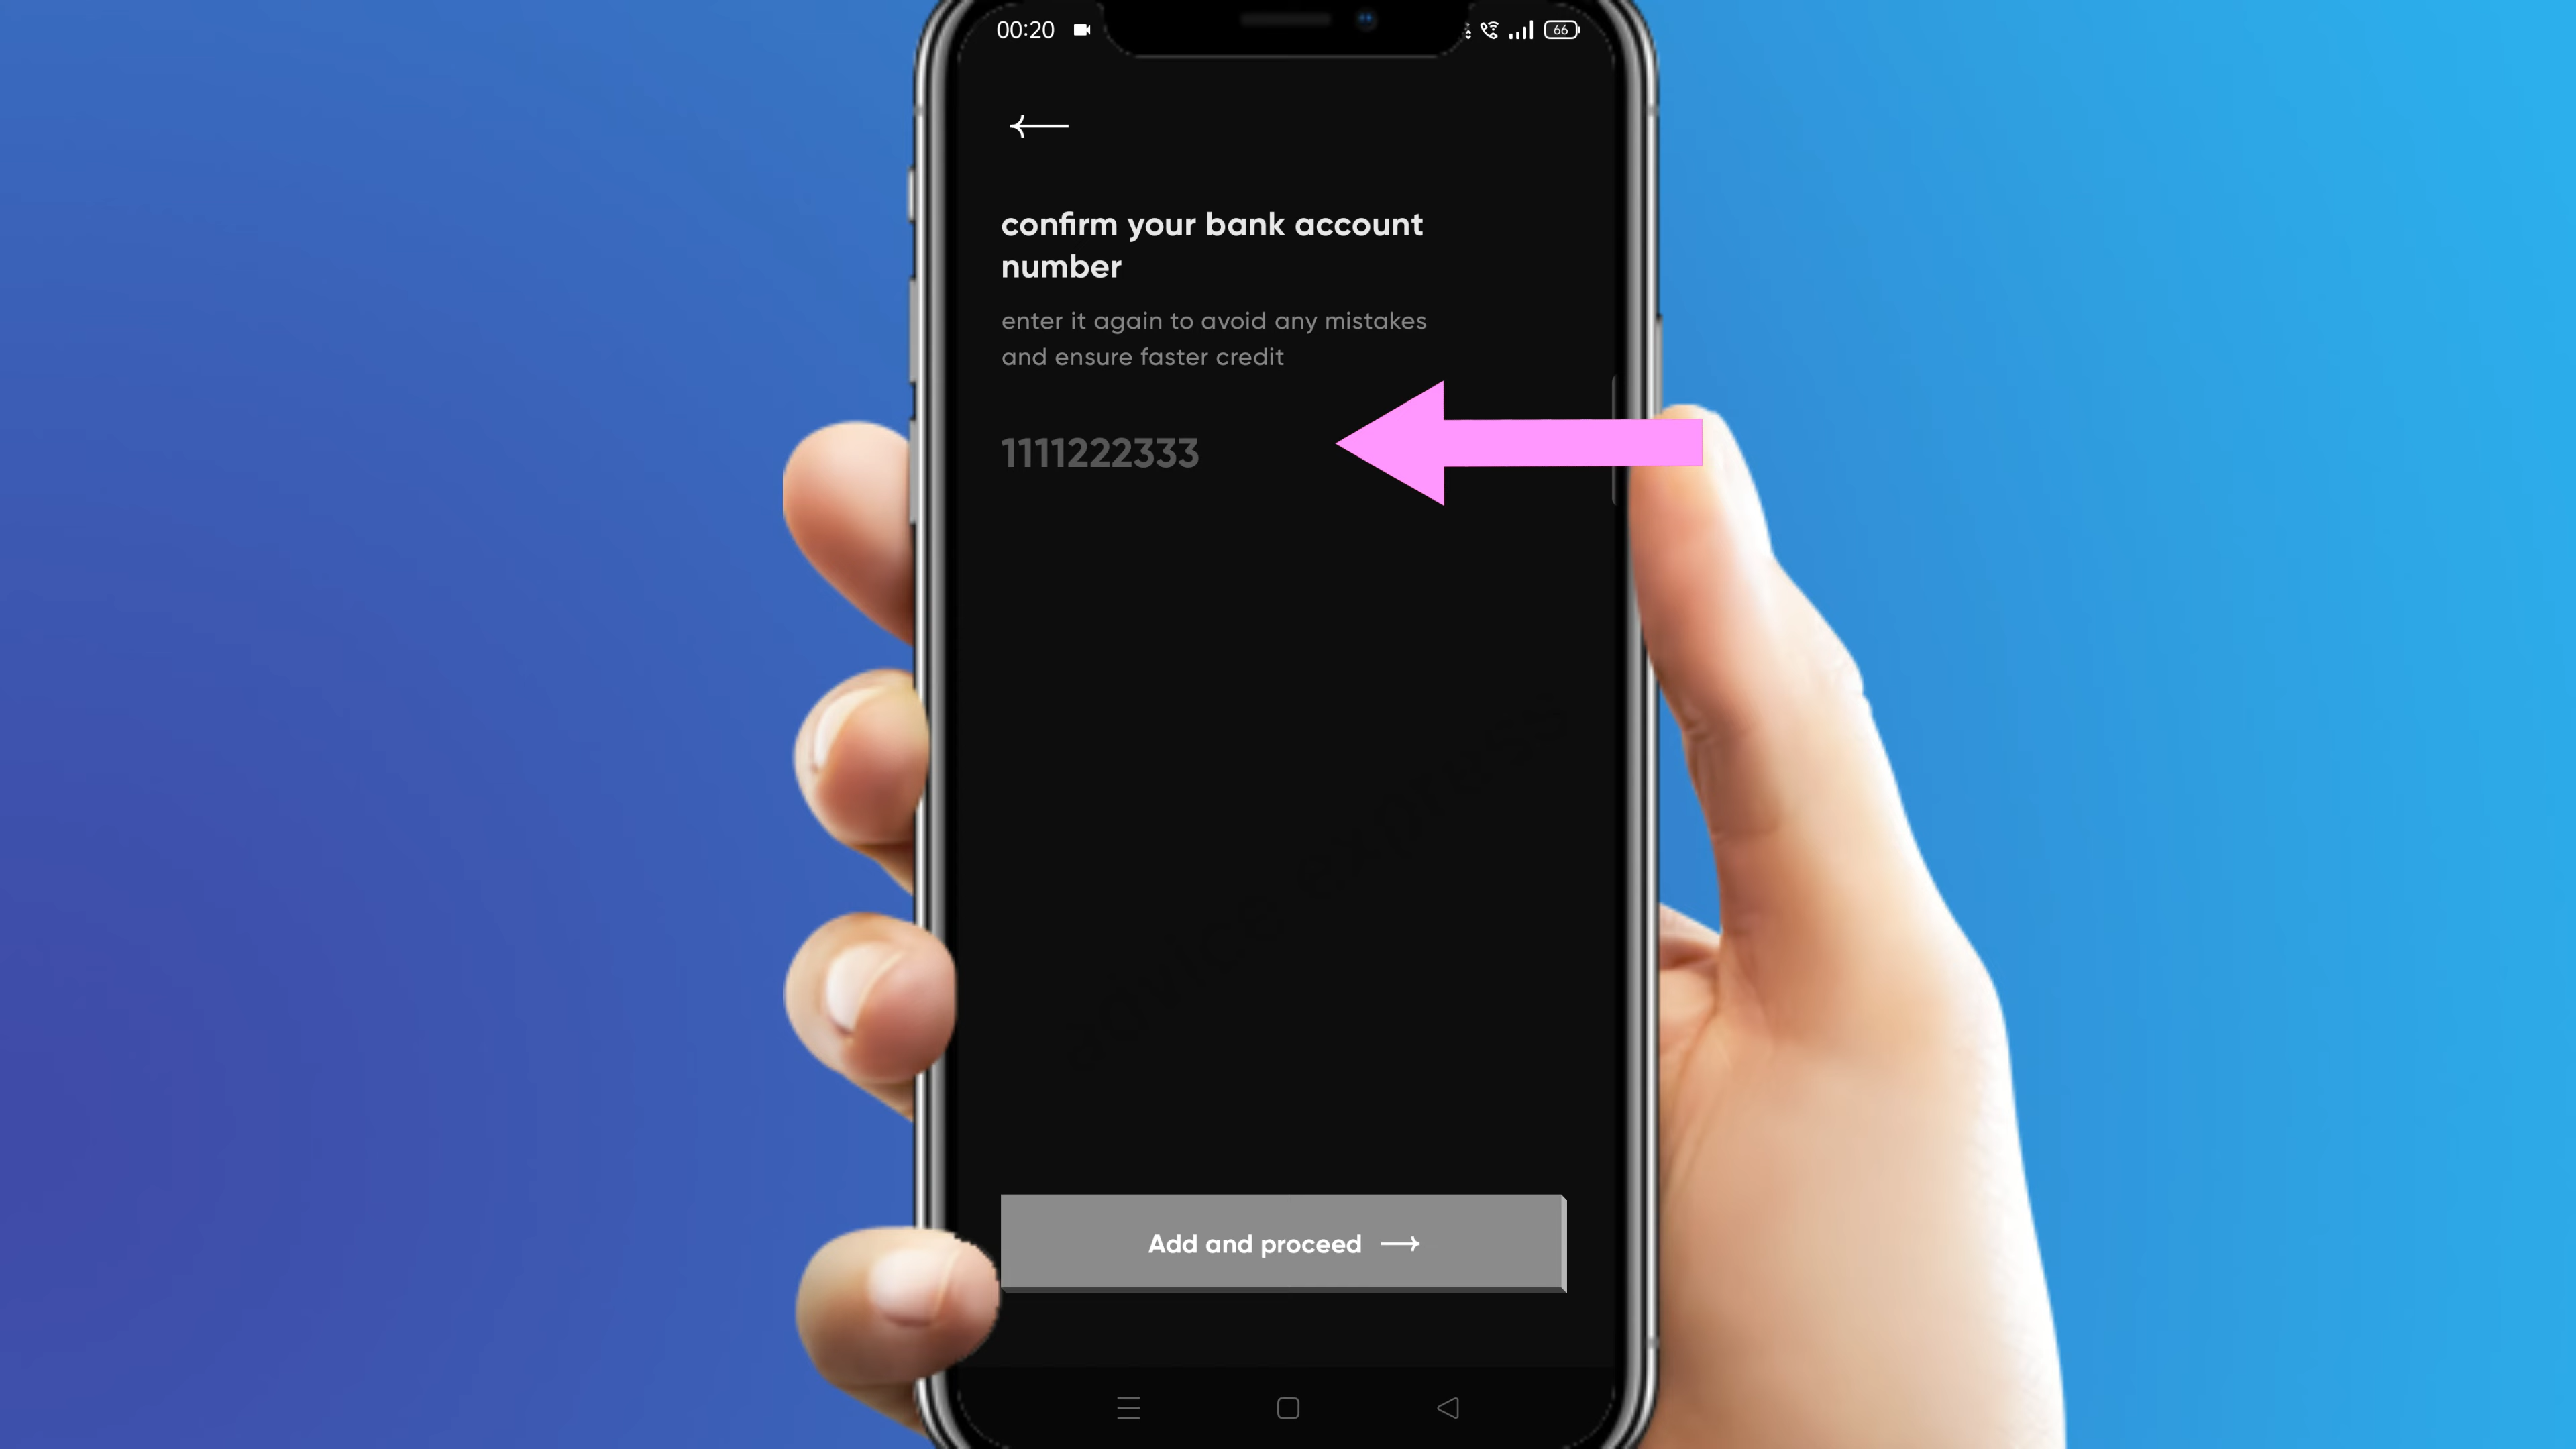 00:20 66
confirm your bank account
number
enter it again to avoid any mistakes
and ensure faster credit
1111222333
Add and proceed